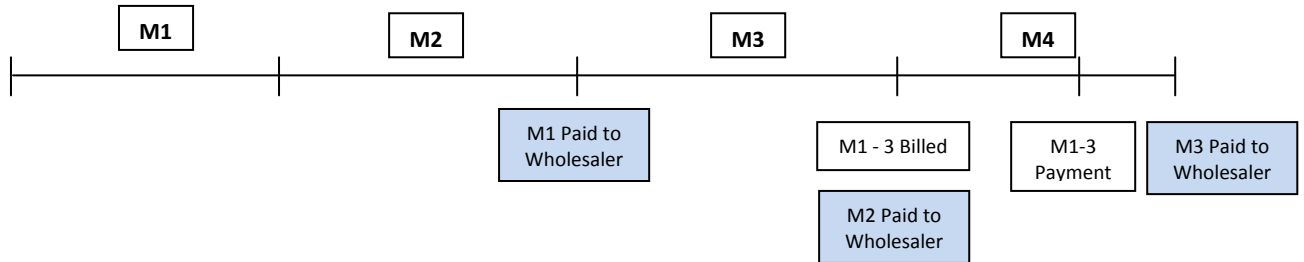 M1
M2
M3
M4
M1 Paid to
Wholesaler
M1 - 3 Billed
M2 Paid to
Wholesaler
M1-3
Payment
M3 Paid to
Wholesaler